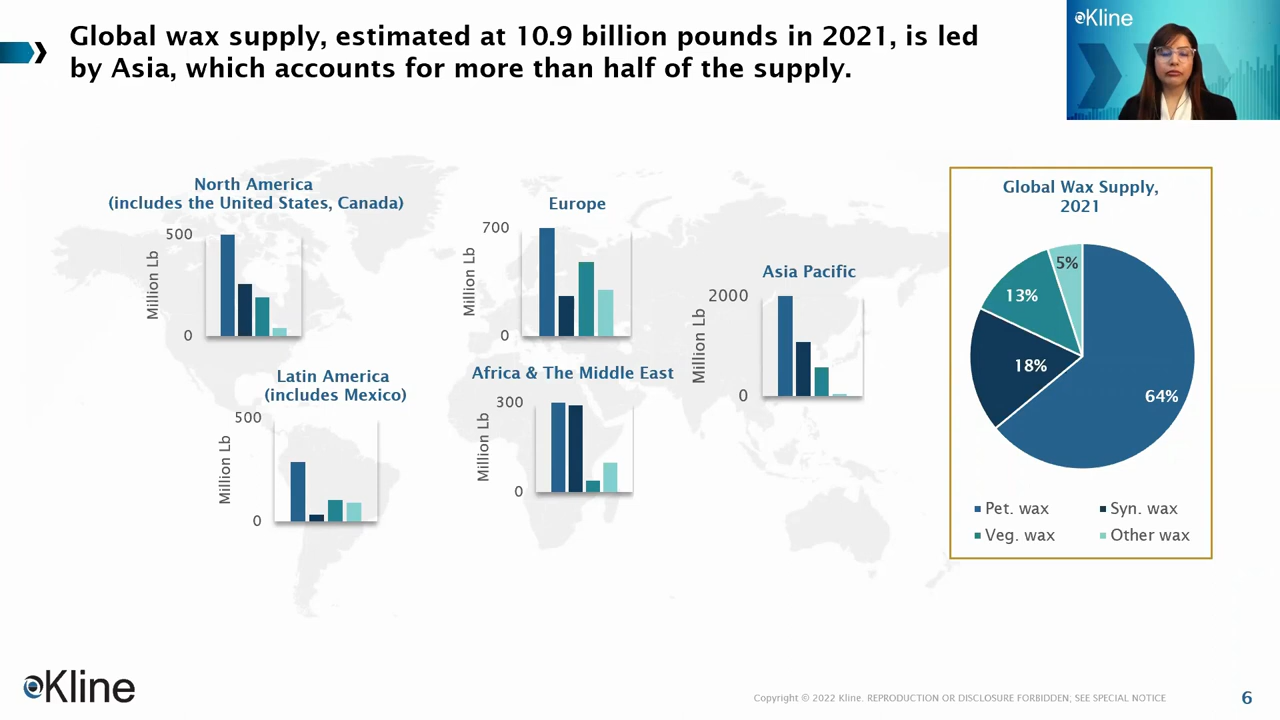 Global wax supply, estimated at 10.9 billion pounds in 2021, is led
by Asia, which accounts for more than half of the supply.
Kline
North America
(includes the United States, Canada)
500
Million Lb
0
Europe
700
Million Lb
0
Asia Pacific
2000
Million Lb
0
Latin America
(includes Mexico)
500
Million Lb
0
Africa & The Middle East
300
Million Lb
0
Global Wax Supply,
2021
5%
13%
18%
64%
Pet. wax
Syn. wax
Veg. wax
Other wax
Kline
Copyright © 2022 Kline. REPRODUCTION OR DISCLOSURE FORBIDDEN; SEE SPECIAL NOTICE
6